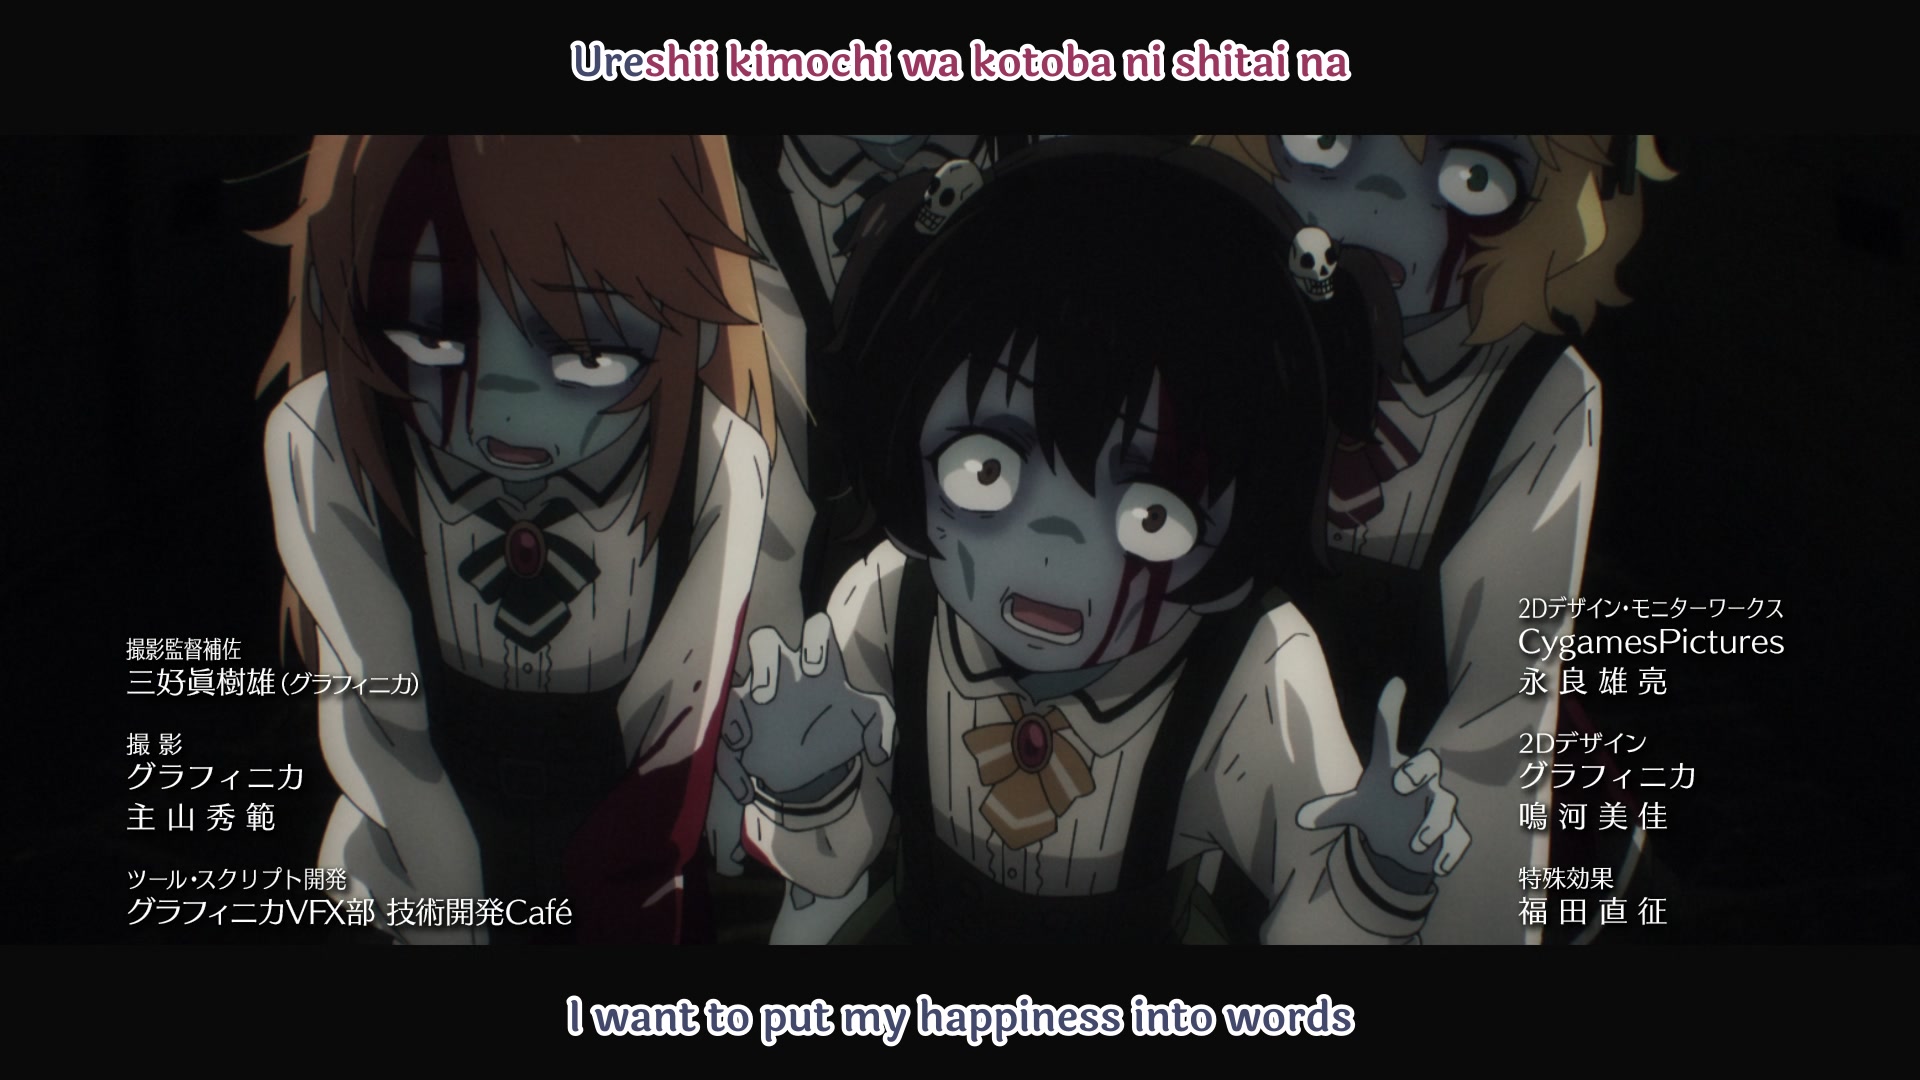 Ureshii kimochi wa kotoba ni shitai na
撮影監督補佐
三好眞樹雄(グラフィニカ)
撮影
グラフィニカ
主山秀範
ツール・スクリプト開発
グラフィニカVFX部 技術開発Café
2Dデザイン・モニターワークス
CygamesPictures
永良雄亮
2Dデザイン
グラフィニカ
鳴河美佳
特殊効果
福田直征
I want to put my happiness into words